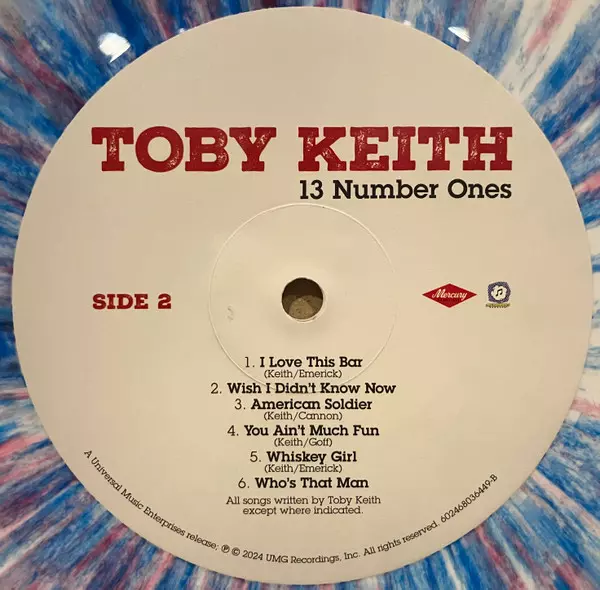 TOBY KEITH
13 Number Ones
SIDE 2
Mercury
1. I Love This Bar
(Keith/Emerick)
2. Wish I Didn't Know Now
3. American Soldier
(Keith/Cannon)
4. You Ain't Much Fun
(Keith/Goff)
5. Whiskey Girl
(Keith/Emerick)
6. Who's That Man
All songs written by Toby Keith
except where indicated.
A Universal Music Enterprises release; ℗ © 2024 UMG Recordings, Inc. All rights reserved. 602468036449-B